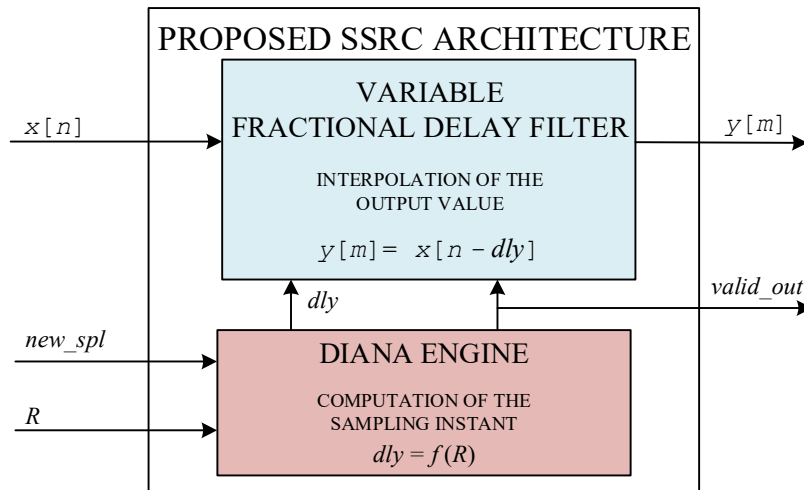 PROPOSED SSRC ARCHITECTURE
VARIABLE
FRACTIONAL DELAY FILTER
x[n]
y[m]
INTERPOLATION OF THE
OUTPUT VALUE
y[m]= x[n-dly]
dly
valid_out
new_spl
DIANA ENGINE
COMPUTATION OF THE
SAMPLING INSTANT
R
dly = f(R)